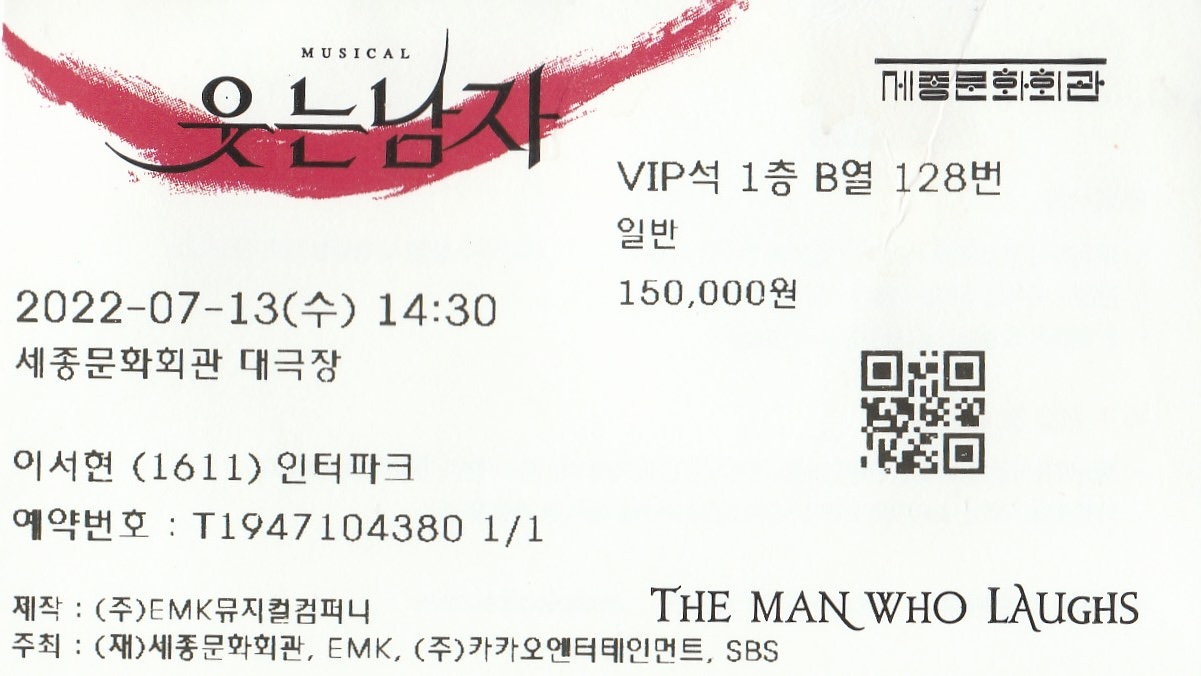 MUSICAL
웃는남자
세종문화회관
VIP석 1층 B열 128번
일반
150,000원
2022-07-13(수) 14:30
세종문화회관 대극장
이서현 (1611) 인터파크
예약번호 : T1947104380 1/1
제작 : (주)EMK뮤지컬컴퍼니
주최 : (재)세종문화회관, EMK, (주)카카오엔터테인먼트, SBS
THE MAN WHO LAUGHS